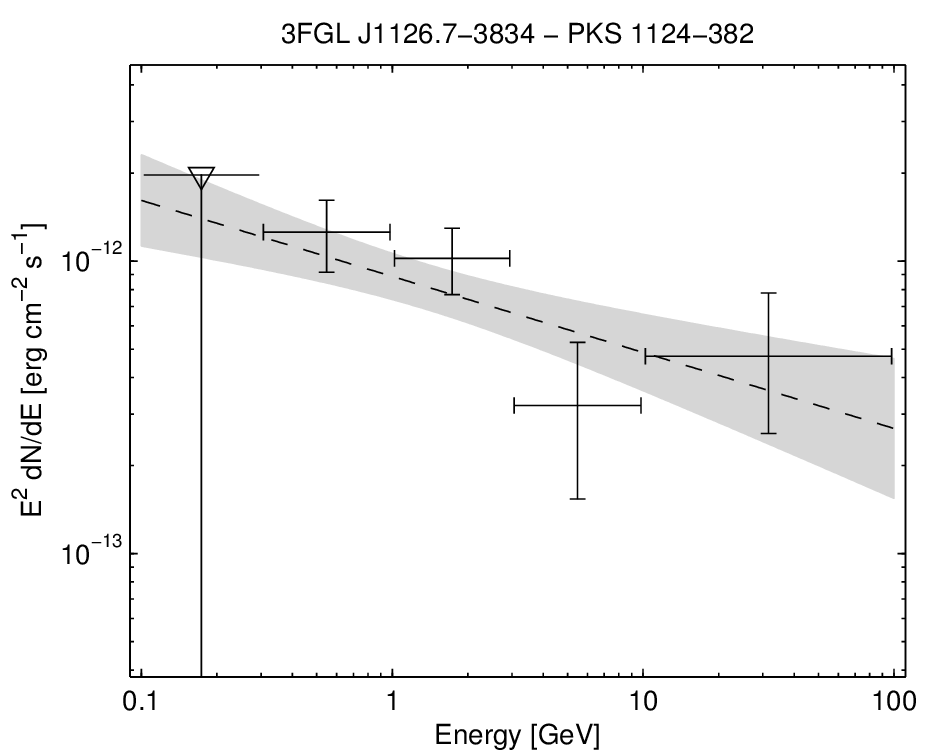 3FGL J1126.7−3834 − PKS 1124−382
E² dN/dE [erg cm⁻² s⁻¹]
10⁻¹²
10⁻¹³
0.1 1 10 100
Energy [GeV]